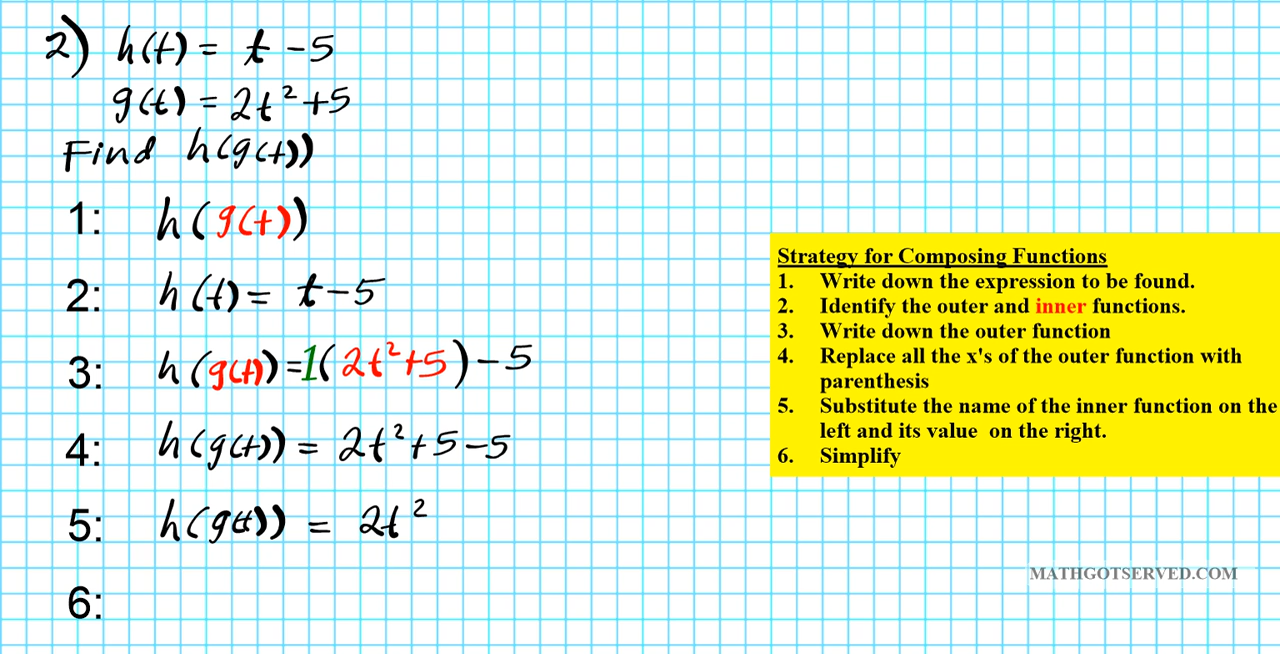 2) h(t) = t - 5
g(t) = 2t² + 5
Find h(g(t))
1: h(g(t))
2: h(t) = t - 5
3: h(g(t)) = 1(2t² + 5) - 5
4: h(g(t)) = 2t² + 5 - 5
5: h(g(t)) = 2t²
6:
Strategy for Composing Functions
1. Write down the expression to be found.
2. Identify the outer and inner functions.
3. Write down the outer function
4. Replace all the x's of the outer function with
parenthesis
5. Substitute the name of the inner function on the
left and its value on the right.
6. Simplify
MATHGOTSERVED.COM